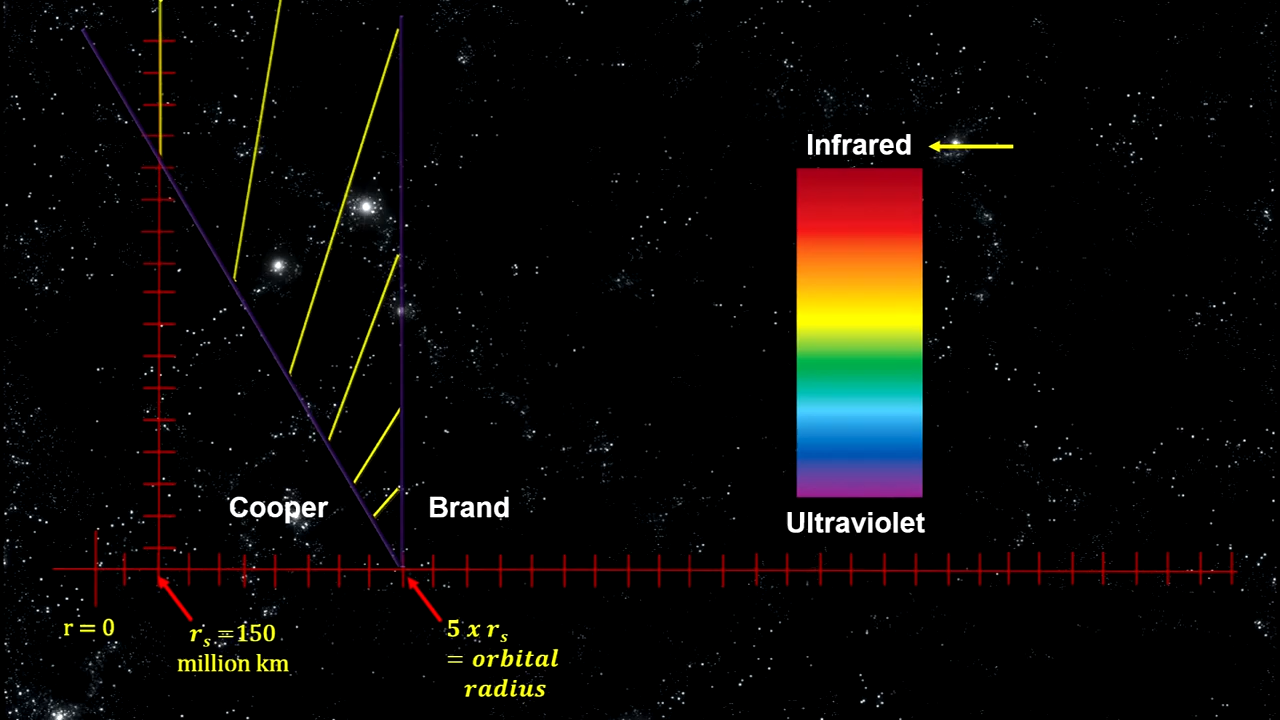 Infrared
Ultraviolet
Cooper
Brand
r = 0
r_s =150
million km
5 x r_s
= orbital
radius